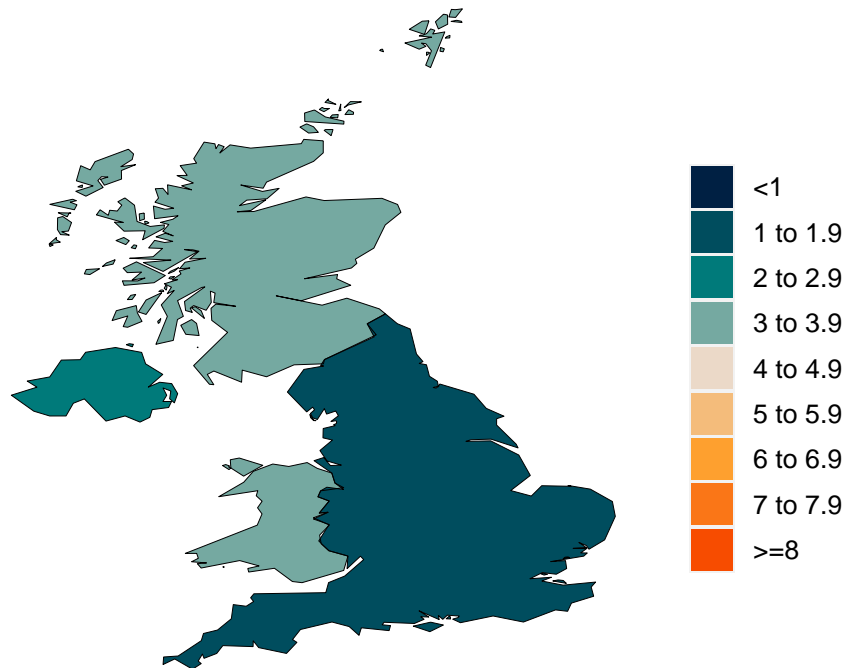 <1
1 to 1.9
2 to 2.9
3 to 3.9
4 to 4.9
5 to 5.9
6 to 6.9
7 to 7.9
>=8